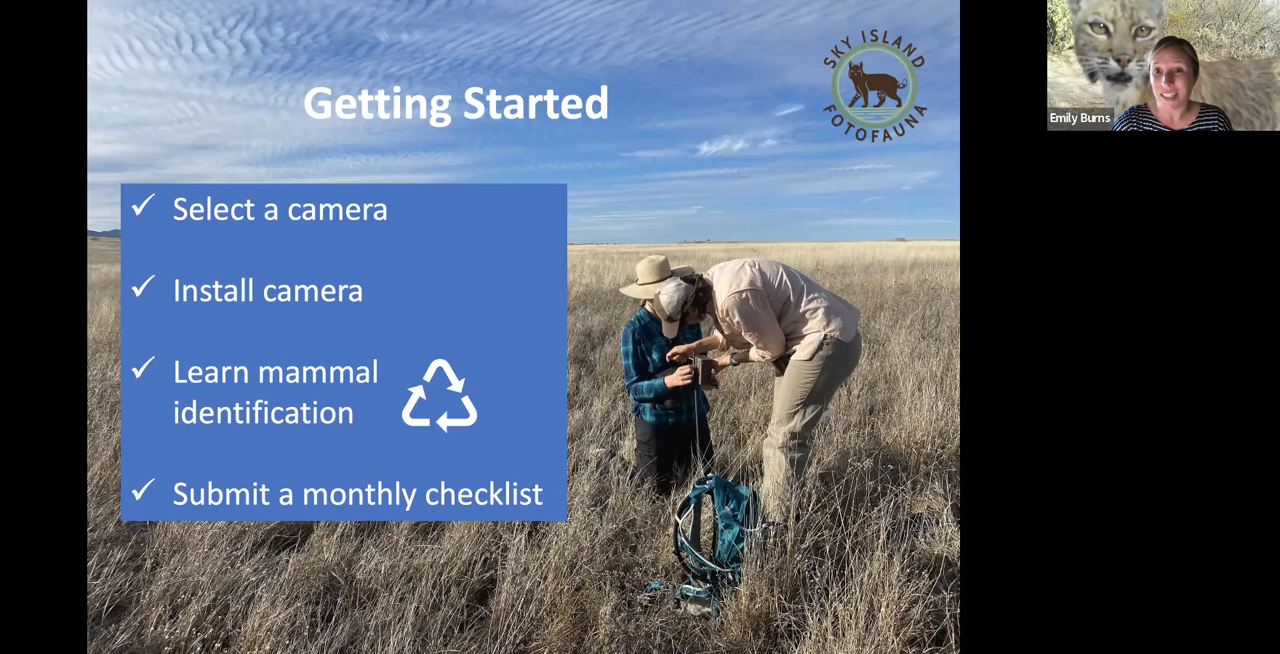 Getting Started
SKY ISLAND
FOTOFAUNA
Emily Burns
✓ Select a camera
✓ Install camera
✓ Learn mammal
identification
✓ Submit a monthly checklist